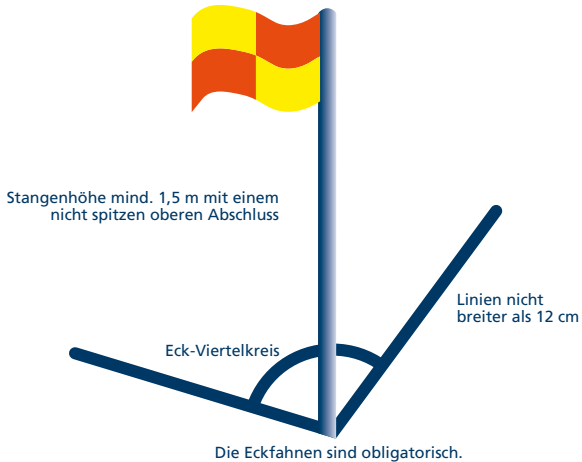 Stangenhöhe mind. 1,5 m mit einem
nicht spitzen oberen Abschluss
Linien nicht
breiter als 12 cm
Eck-Viertelkreis
Die Eckfahnen sind obligatorisch.